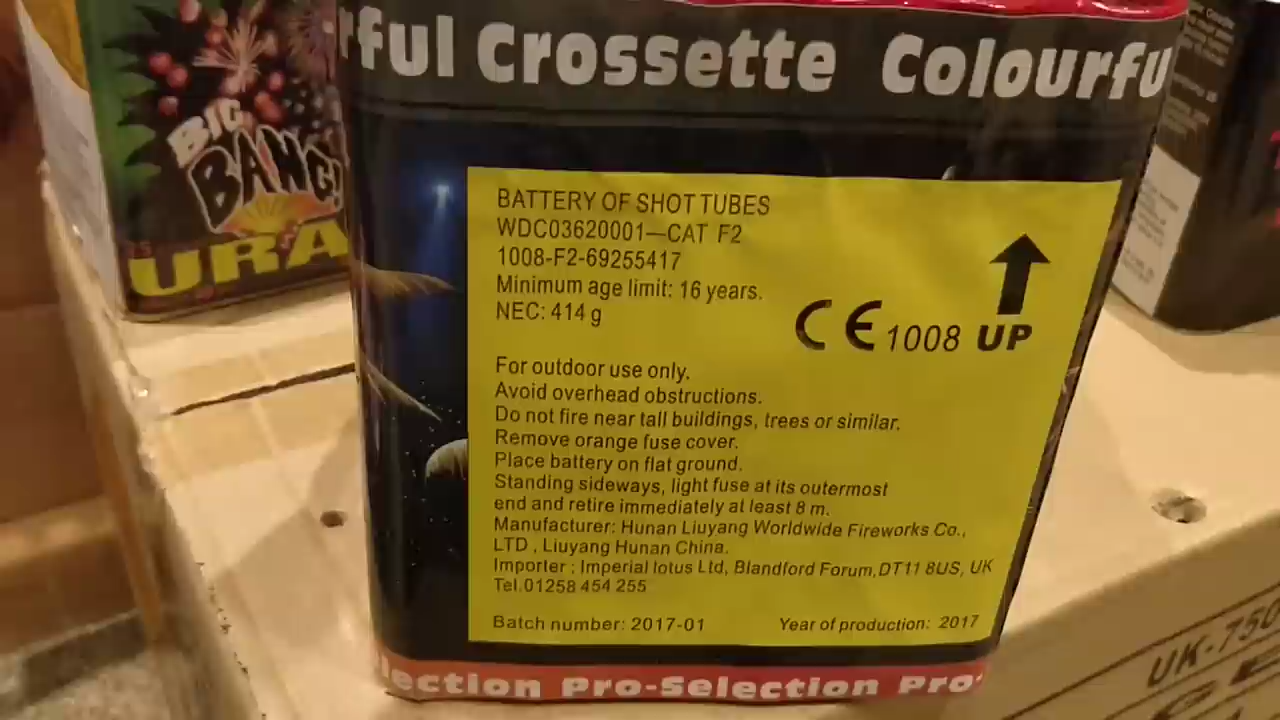 rful Crossette Colourfu
BIG
BANG!
URA
BATTERY OF SHOT TUBES
WDC03620001—CAT F2
1008-F2-69255417
Minimum age limit: 16 years.
NEC: 414 g
CE 1008 UP
For outdoor use only.
Avoid overhead obstructions.
Do not fire near tall buildings, trees or similar.
Remove orange fuse cover.
Place battery on flat ground.
Standing sideways, light fuse at its outermost
end and retire immediately at least 8 m.
Manufacturer: Hunan Liuyang Worldwide Fireworks Co.,
LTD , Liuyang Hunan China.
Importer : Imperial lotus Ltd, Blandford Forum,DT11 8US, UK
Tel.01258 454 255
Batch number: 2017-01 Year of production: 2017
lection Pro-Selection Pro-
UK-750